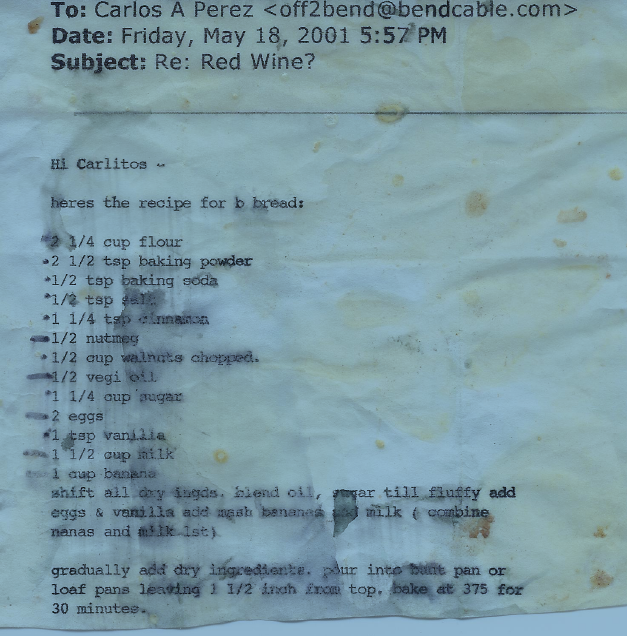 To: Carlos A Perez <off2bend@bendcable.com>
Date: Friday, May 18, 2001 5:57 PM
Subject: Re: Red Wine?
Hi Carlitos ~
heres the recipe for b bread:
2 1/4 cup flour
2 1/2 tsp baking powder
1/2 tsp baking soda
1/2 tsp salt
1 1/4 tsp cinnamon
1/2 nutmeg
1/2 cup walnuts chopped.
1/2 vegi oil
1 1/4 cup sugar
2 eggs
1 tsp vanilla
1 1/2 cup milk
1 cup banana
shift all dry ingds. blend oil, sugar till fluffy add
eggs & vanilla add mash bananas and milk ( combine
nanas and milk 1st)
gradually add dry ingredients. pour into bunt pan or
loaf pans leaving 1 1/2 inch from top. bake at 375 for
30 minutes.